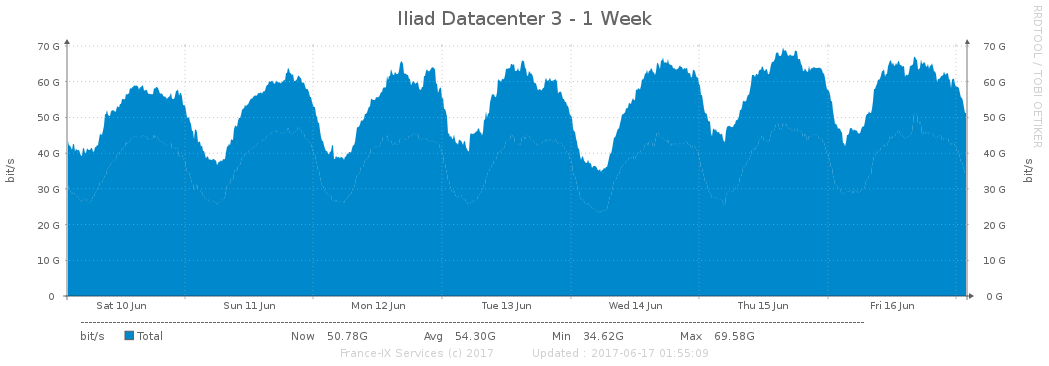 Iliad Datacenter 3 - 1 Week
RRDTOOL / TOBI OETIKER
bit/s
70 G
60 G
50 G
40 G
30 G
20 G
10 G
0
70 G
60 G
50 G
40 G
30 G
20 G
10 G
0 G
bit/s
Sat 10 Jun Sun 11 Jun Mon 12 Jun Tue 13 Jun Wed 14 Jun Thu 15 Jun Fri 16 Jun
bit/s Total Now 50.78G Avg 54.30G Min 34.62G Max 69.58G
France-IX Services (c) 2017 Updated : 2017-06-17 01:55:09